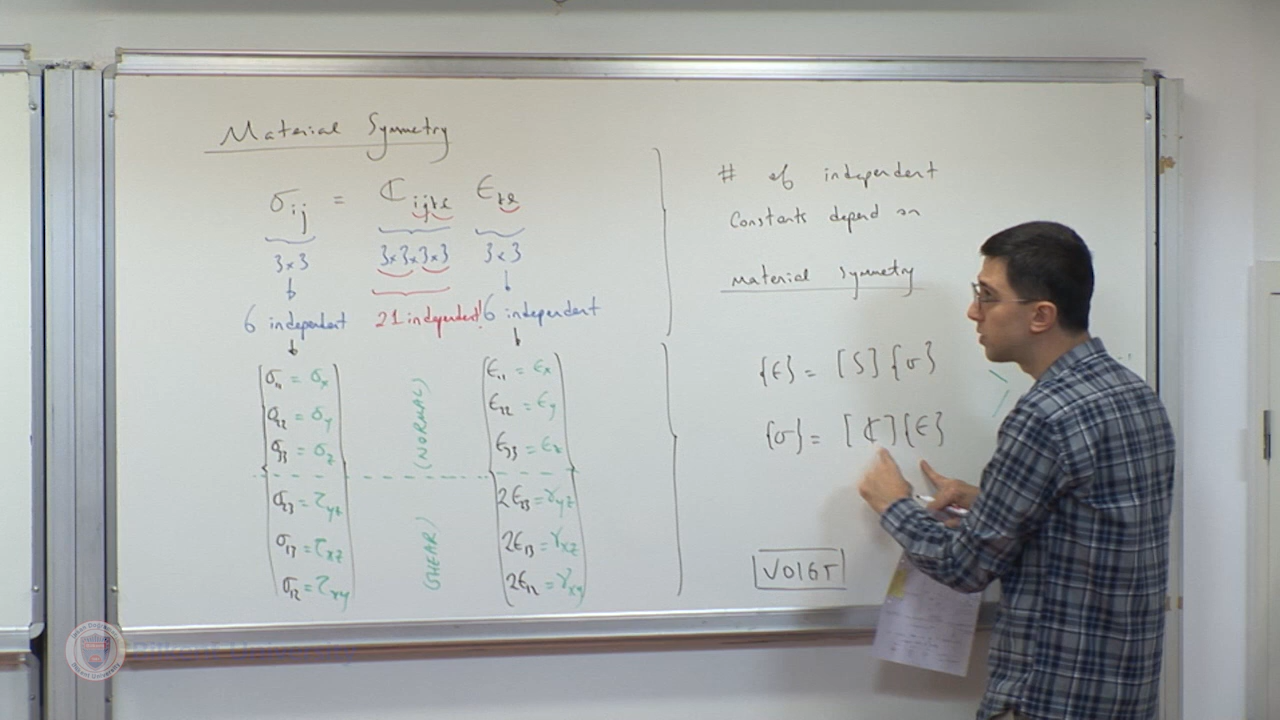 Material Symmetry
σij = ℂijkl ϵkl
3×3 3×3×3×3 3×3
6 independent 21 independent! 6 independent
σ11 = σx
σ22 = σy
σ33 = σz
σ23 = τyz
σ13 = τxz
σ12 = τxy
(NORMAL)
(SHEAR)
ϵ11 = ϵx
ϵ22 = ϵy
ϵ33 = ϵz
2ϵ23 = γyz
2ϵ13 = γxz
2ϵ12 = γxy
# of independent
Constants depend on
Material Symmetry
{ϵ} = [S]{σ}
{σ} = [ℂ]{ϵ}
VOIGT
Bilkent University